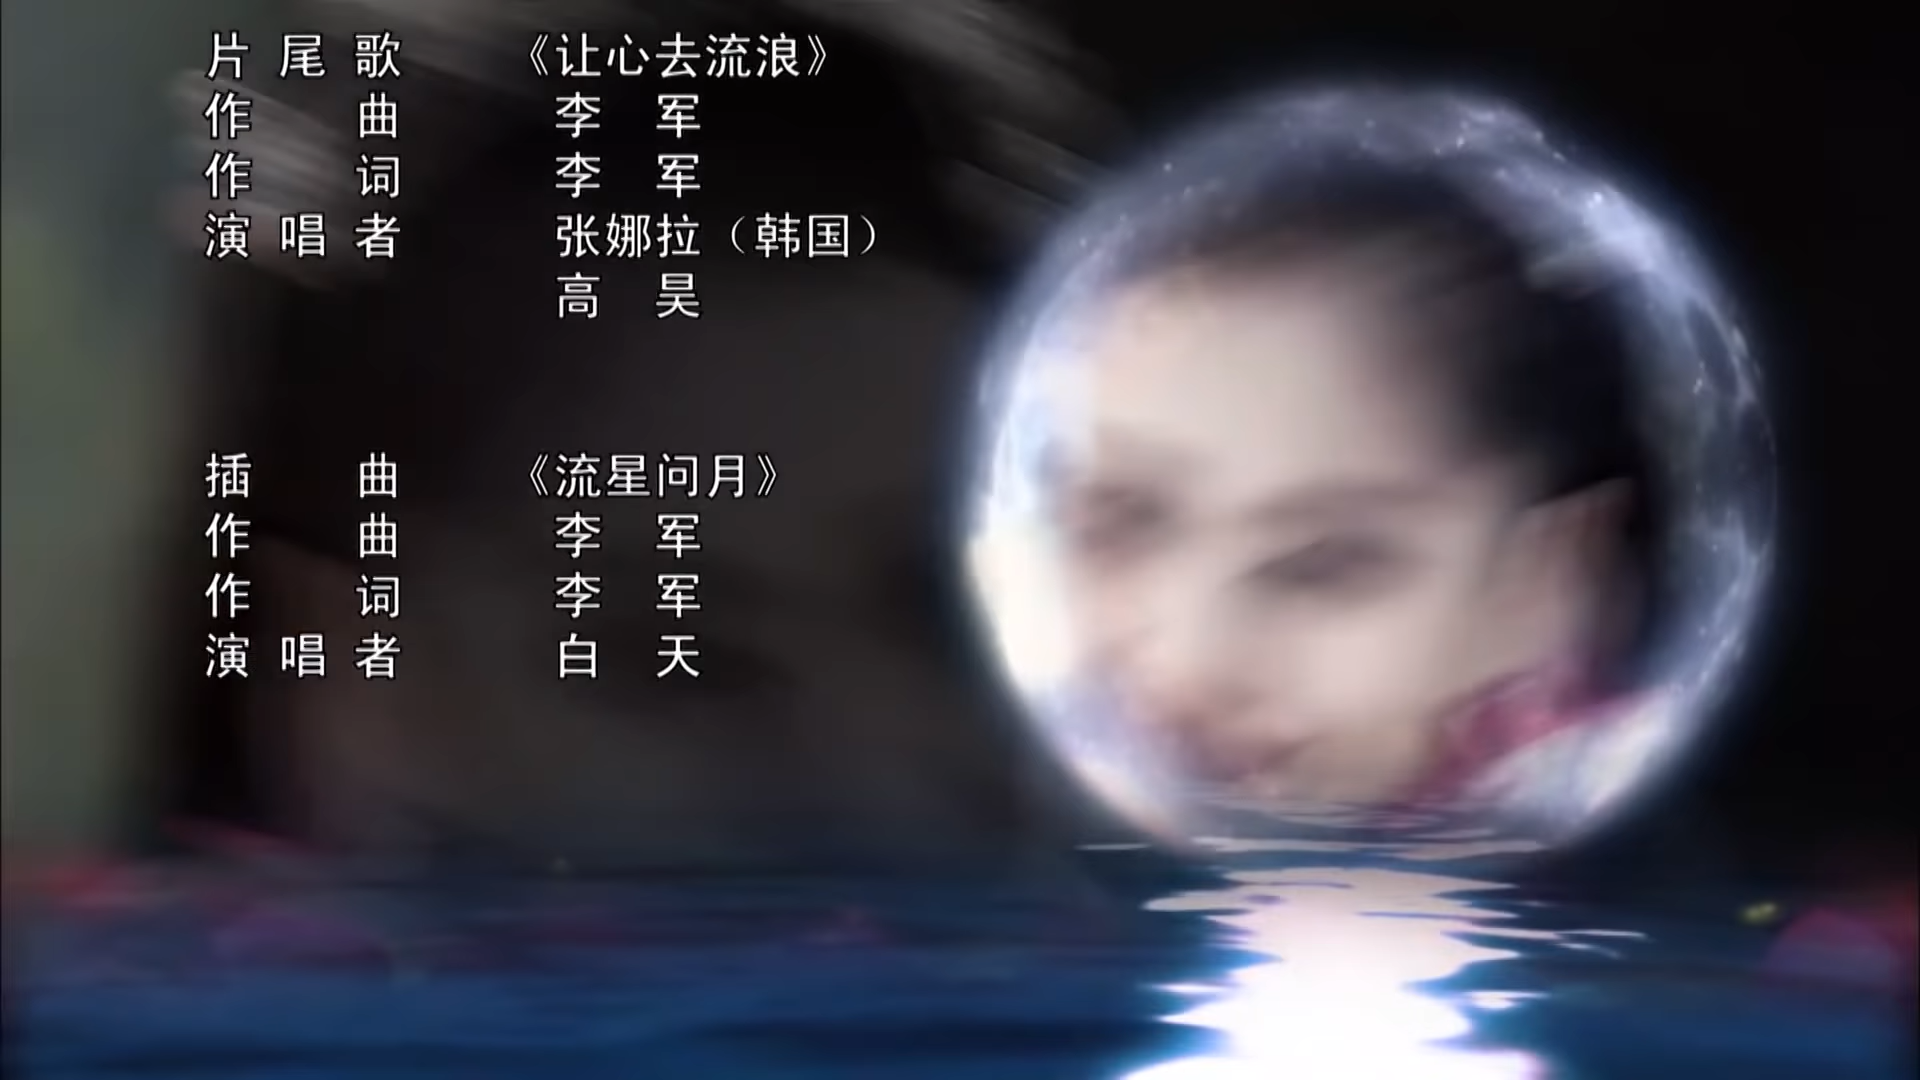 片尾歌 《让心去流浪》
作曲 李军
作词 李军
演唱者 张娜拉（韩国）
高昊
插曲 《流星问月》
作曲 李军
作词 李军
演唱者 白天